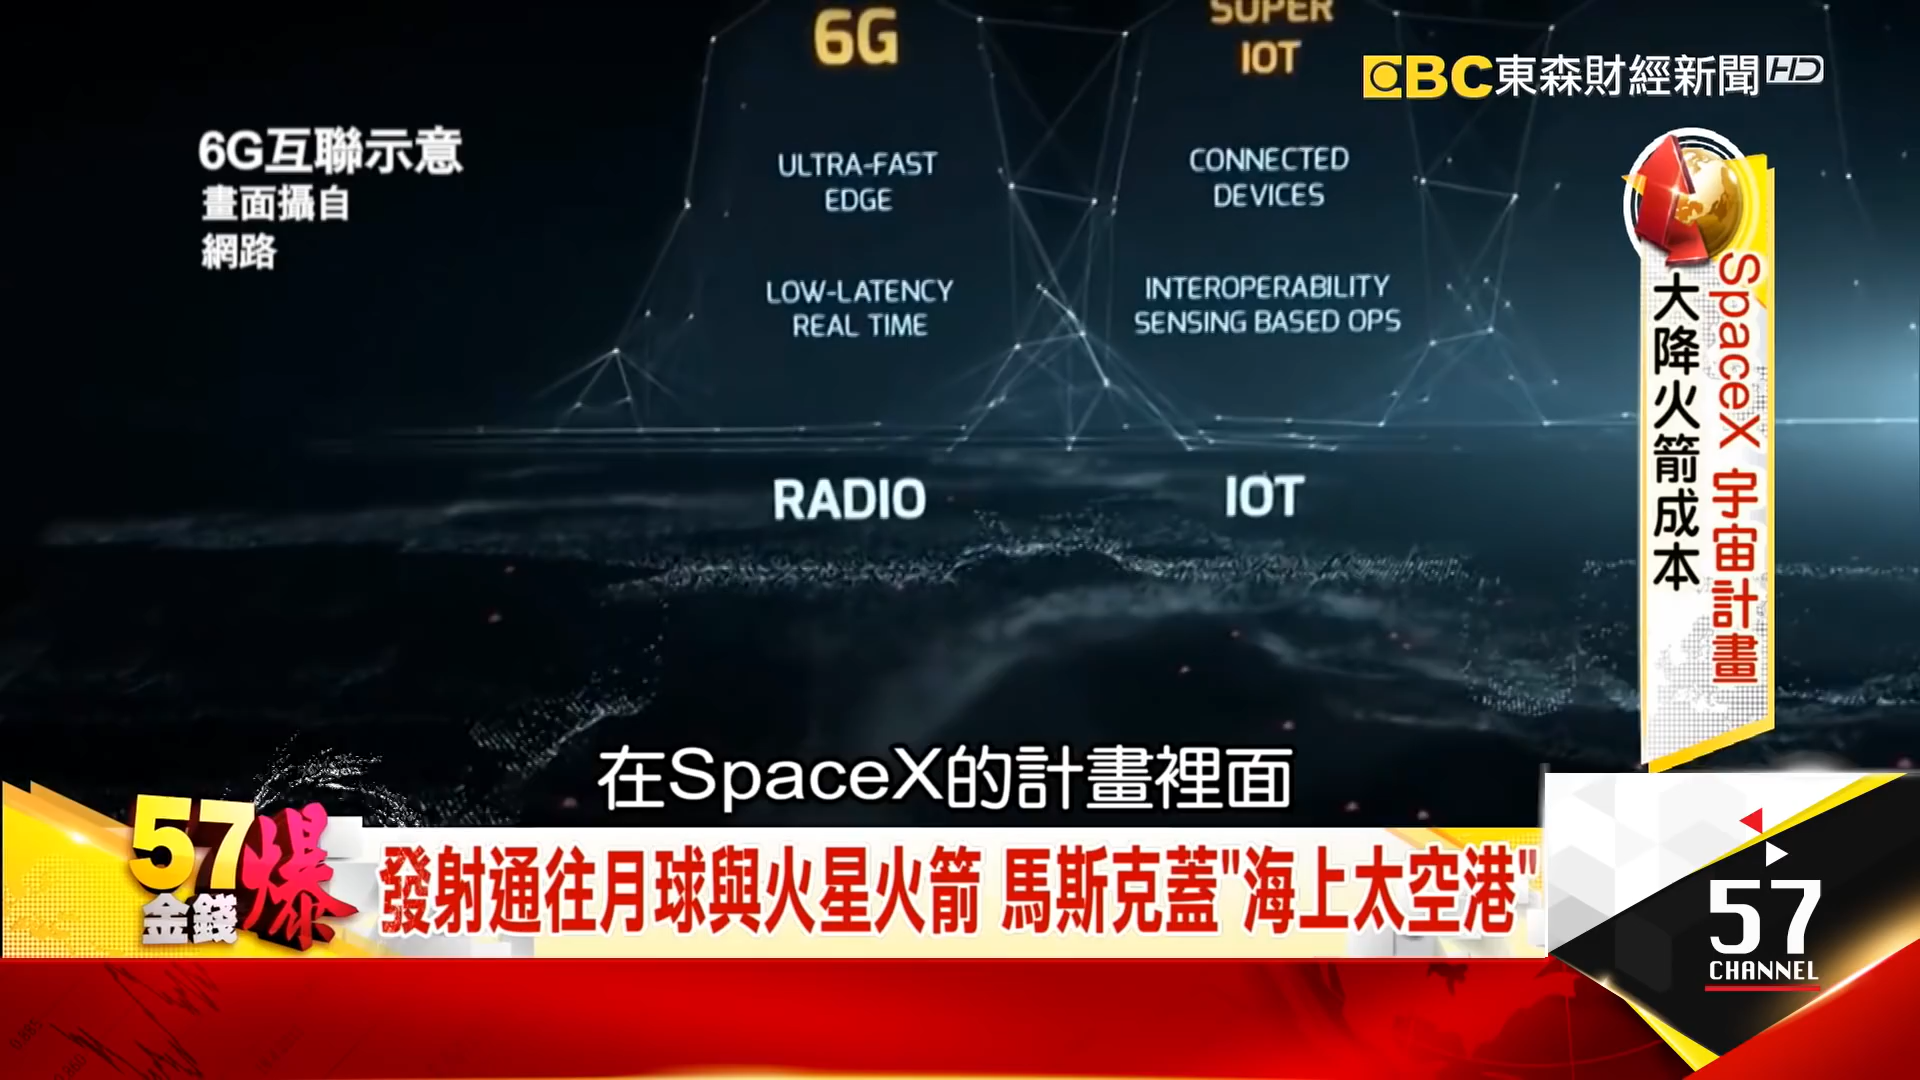 6G
SUPER
IOT
EBC東森財經新聞HD
6G互聯示意
畫面攝自
網路
ULTRA-FAST
EDGE
CONNECTED
DEVICES
LOW-LATENCY
REAL TIME
INTEROPERABILITY
SENSING BASED OPS
RADIO
IOT
SpaceX 宇宙計畫
大降火箭成本
在SpaceX的計畫裡面
57
金錢
爆
發射通往月球與火星火箭 馬斯克蓋"海上太空港"
57
CHANNEL